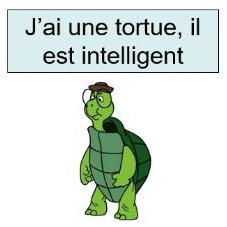 J’ai une tortue, il
est intelligent